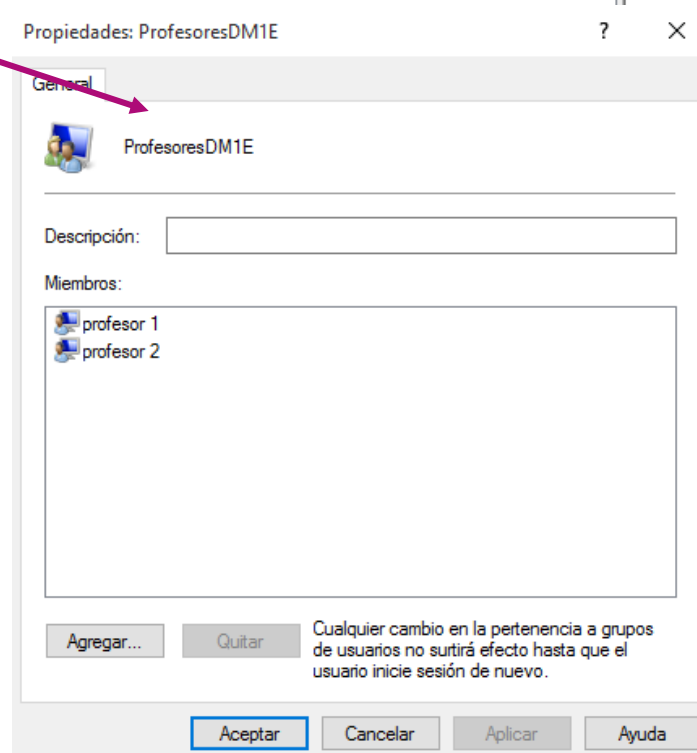 Propiedades: ProfesoresDM1E
General
ProfesoresDM1E
Descripción:
Miembros:
profesor 1
profesor 2
Agregar...
Quitar
Cualquier cambio en la pertenencia a grupos
de usuarios no surtirá efecto hasta que el
usuario inicie sesión de nuevo.
Aceptar
Cancelar
Aplicar
Ayuda